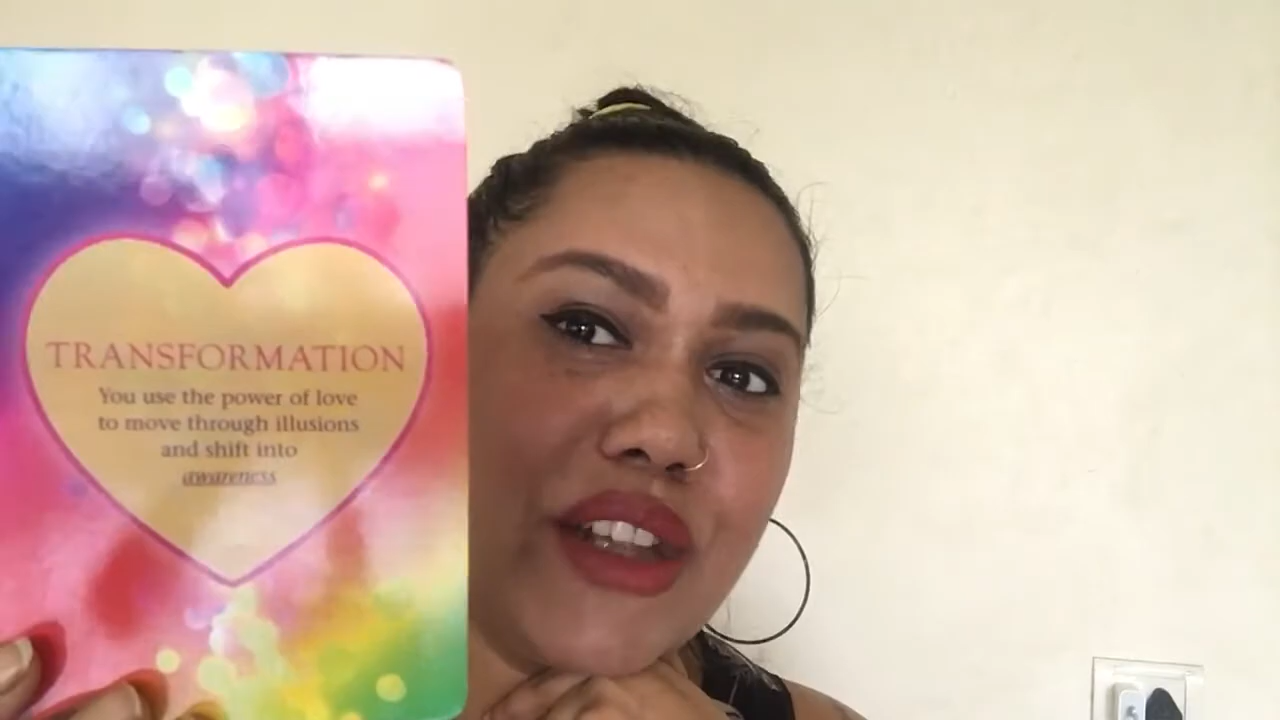 TRANSFORMATION
You use the power of love
to move through illusions
and shift into
awareness